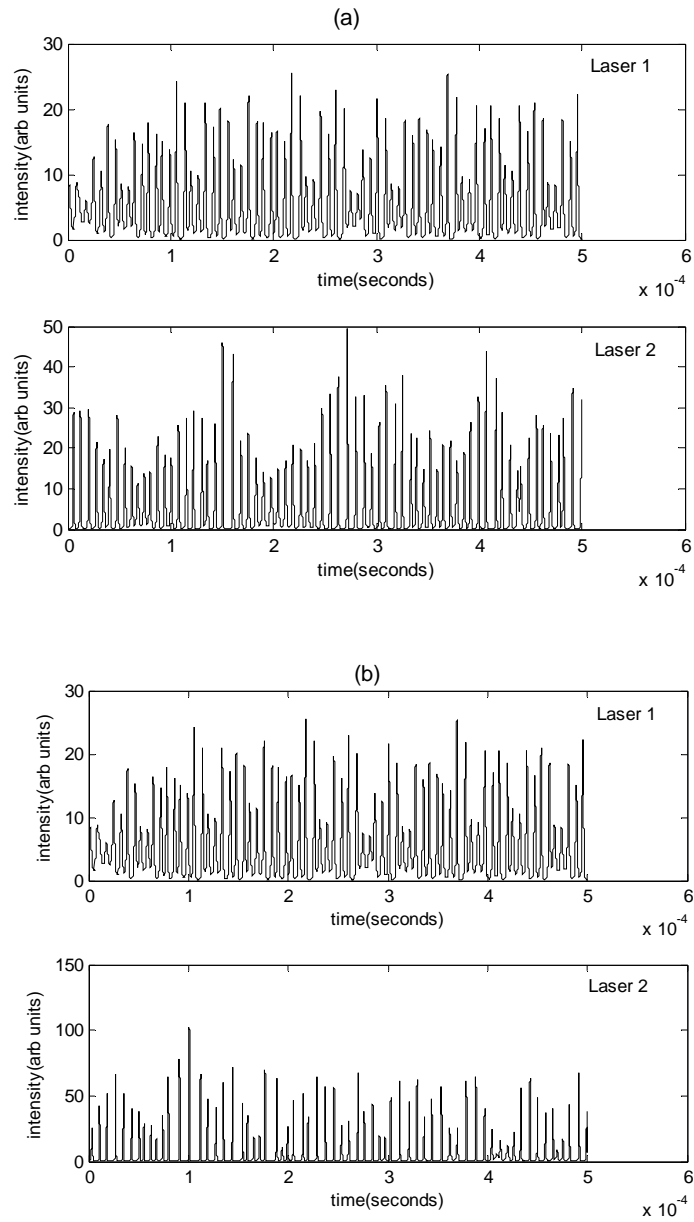 (a)
30
20
10
0
intensity(arb units)
Laser 1
0 1 2 3 4 5 6
time(seconds)
x 10-4
50
40
30
20
10
0
intensity(arb units)
Laser 2
0 1 2 3 4 5 6
time(seconds)
x 10-4
(b)
30
20
10
0
intensity(arb units)
Laser 1
0 1 2 3 4 5 6
time(seconds)
x 10-4
150
100
50
0
intensity(arb units)
Laser 2
0 1 2 3 4 5 6
time(seconds)
x 10-4